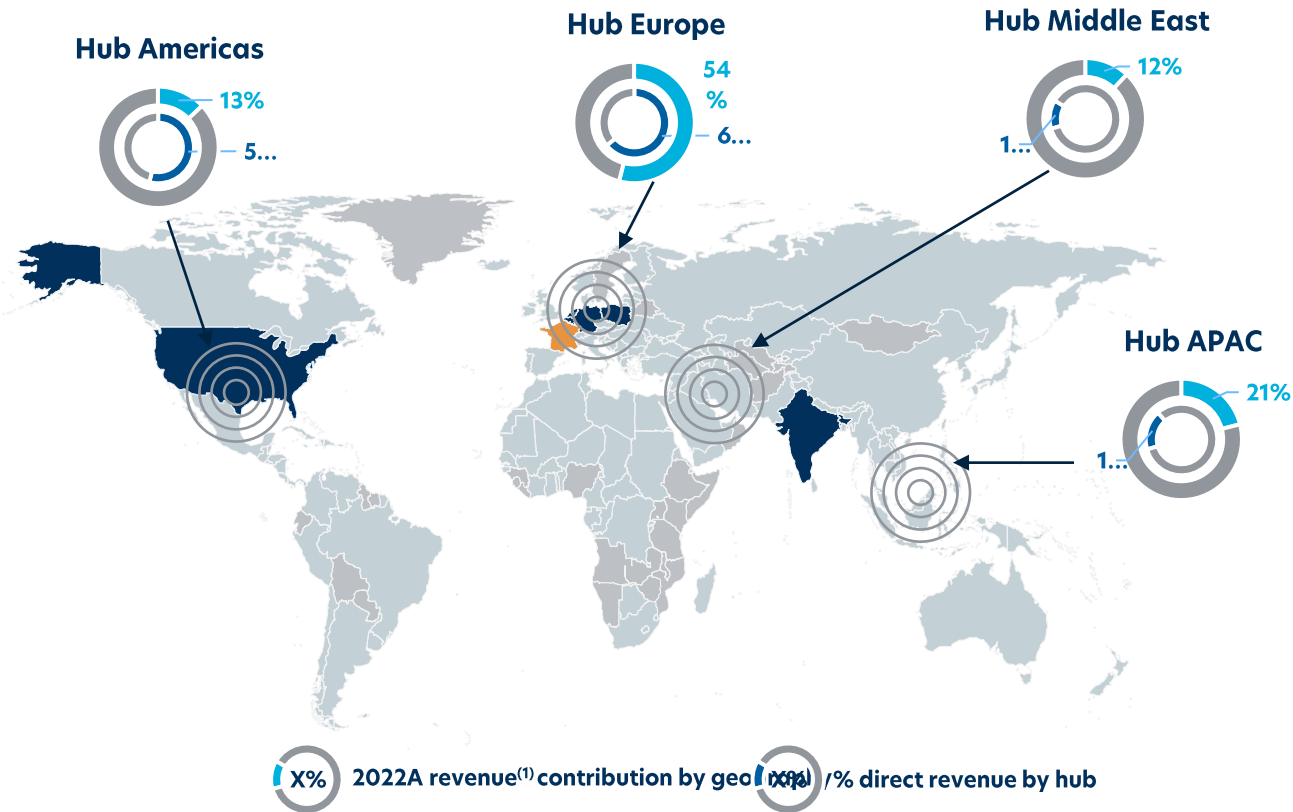 Hub Americas
13%
5...
Hub Europe
54
%
6...
Hub Middle East
12%
1...
Hub APAC
21%
1...
X% 2022A revenue(1) contribution by geo
X% % direct revenue by hub